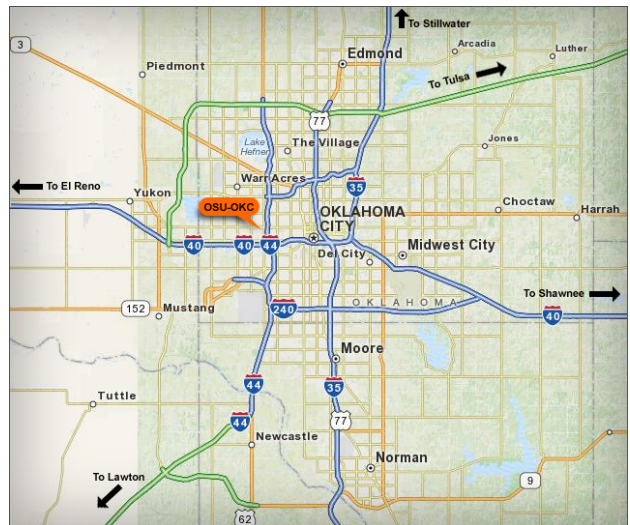 To Stillwater
3
Edmond
Arcadia
Luther
Piedmont
To Tulsa
77
Lake
Hefner
The Village
Jones
To El Reno
Warr Acres
35
Yukon
OSU-OKC
Choctaw
Harrah
OKLAHOMA
CITY
40
40
44
Midwest City
Del City
To Shawnee
OKLAHOMA
152
Mustang
240
40
Moore
44
35
Tuttle
44
77
Newcastle
Norman
To Lawton
9
62